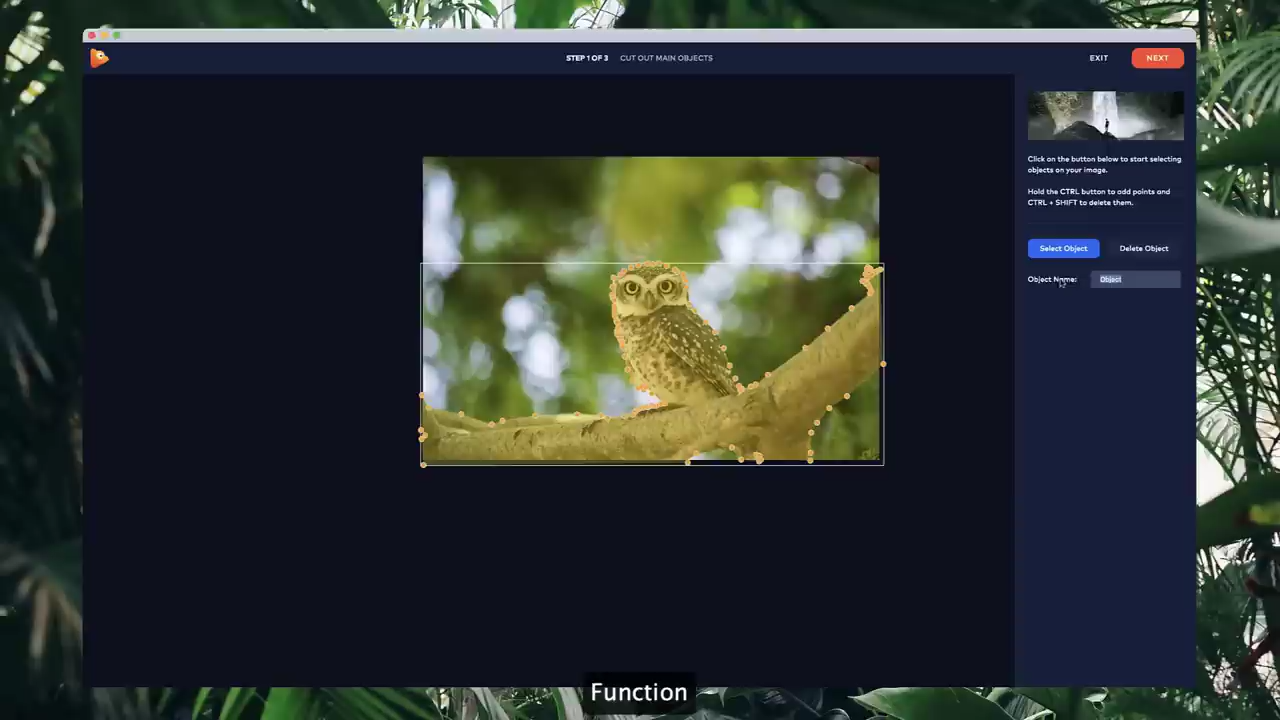 STEP 1 OF 3 CUT OUT MAIN OBJECTS
EXIT
NEXT
Click on the button below to start selecting
objects on your image.
Hold the CTRL button to add points and
CTRL + SHIFT to delete them.
Select Object
Delete Object
Object Name:
Object
Function